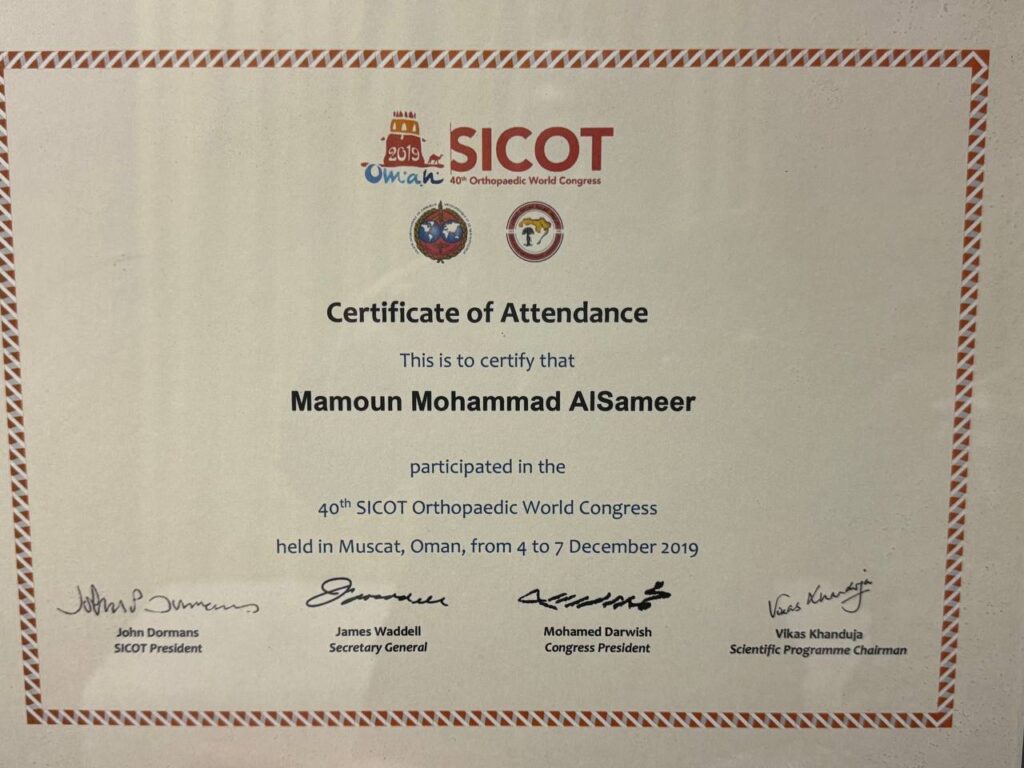 2019
Oman
SICOT
40th Orthopaedic World Congress
Certificate of Attendance
This is to certify that
Mamoun Mohammad AlSameer
participated in the
40th SICOT Orthopaedic World Congress
held in Muscat, Oman, from 4 to 7 December 2019
John Dormans
SICOT President
James Waddell
Secretary General
Mohamed Darwish
Congress President
Vikas Khanduja
Vikas Khanduja
Scientific Programme Chairman